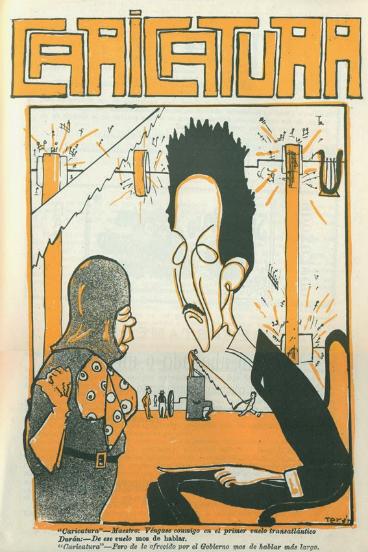 CARICATURA
TEREX
"Caricatura"—Maestro: Véngase conmigo en el primer vuelo transatlántico
Durán:—De ese vuelo mos de hablar.
"Caricatura"—Pero de lo ofrecido por el Gobierno mos de hablar más largo.